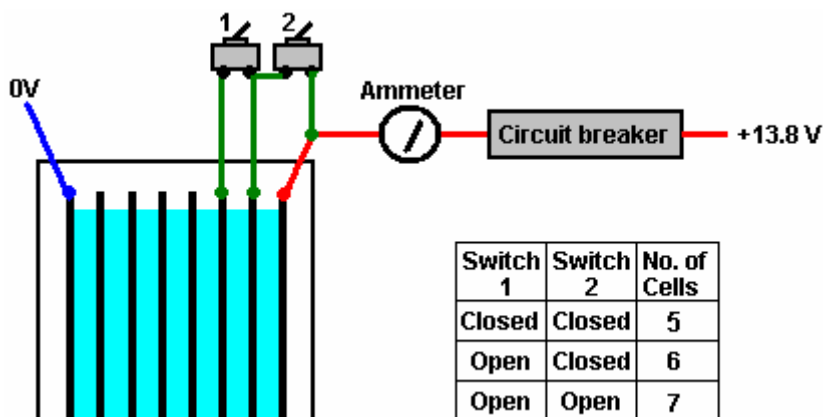 1 2
0V
Ammeter
Circuit breaker
+13.8 V
Switch 1 Switch 2 No. of Cells
Closed Closed 5
Open Closed 6
Open Open 7